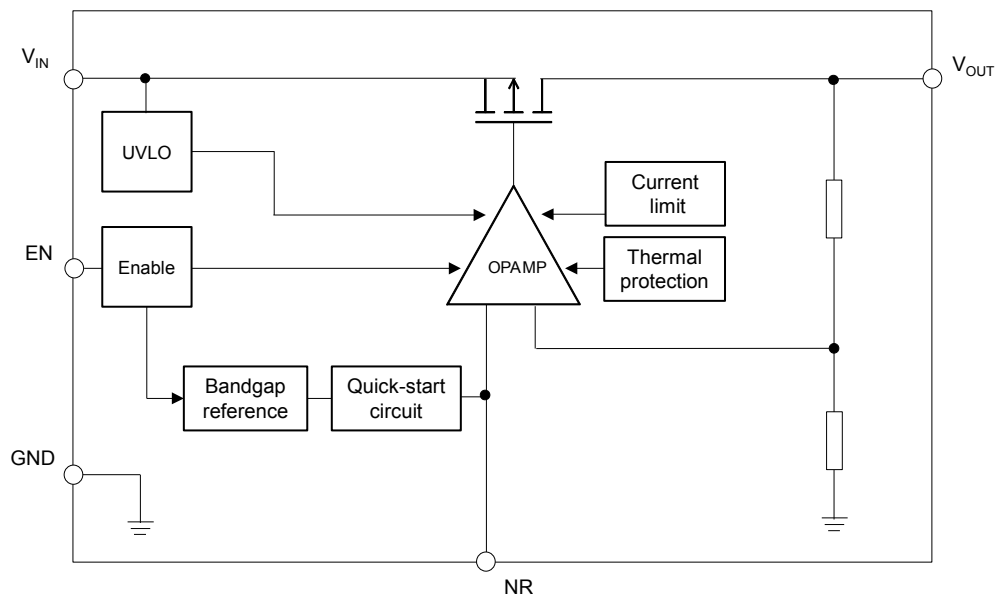 VIN
VOUT
UVLO
Current
limit
EN
Enable
OPAMP
Thermal
protection
Bandgap
reference
Quick-start
circuit
GND
NR